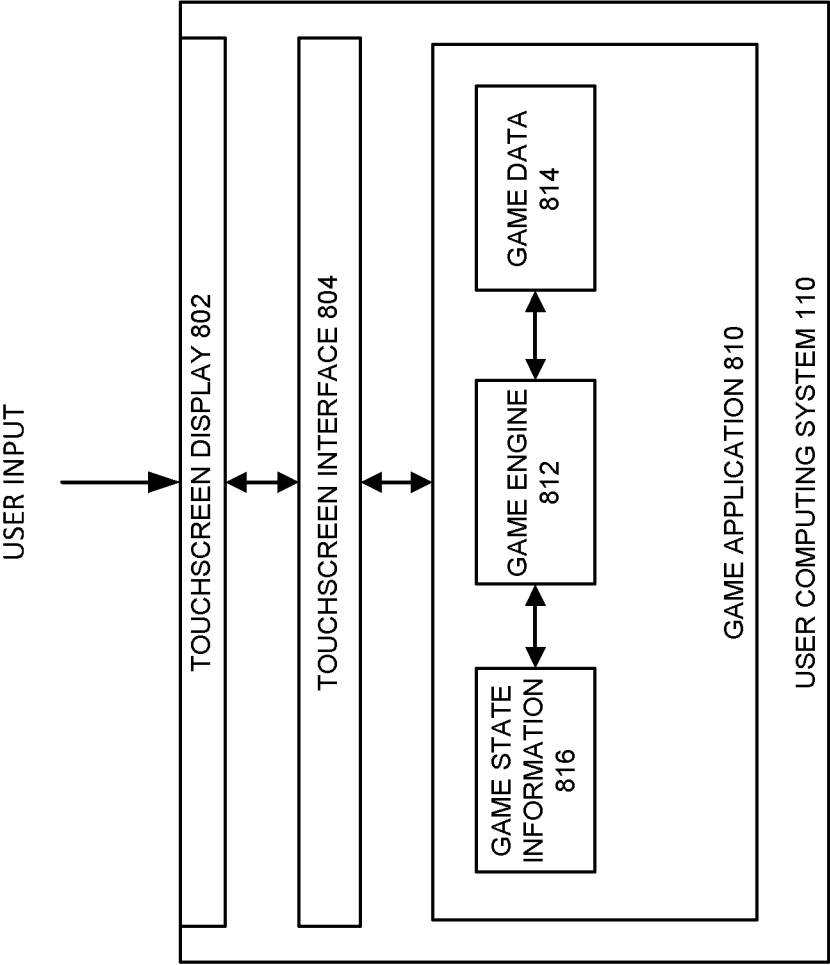 USER INPUT
TOUCHSCREEN DISPLAY 802
TOUCHSCREEN INTERFACE 804
GAME STATE
INFORMATION
816
GAME ENGINE
812
GAME DATA
814
GAME APPLICATION 810
USER COMPUTING SYSTEM 110